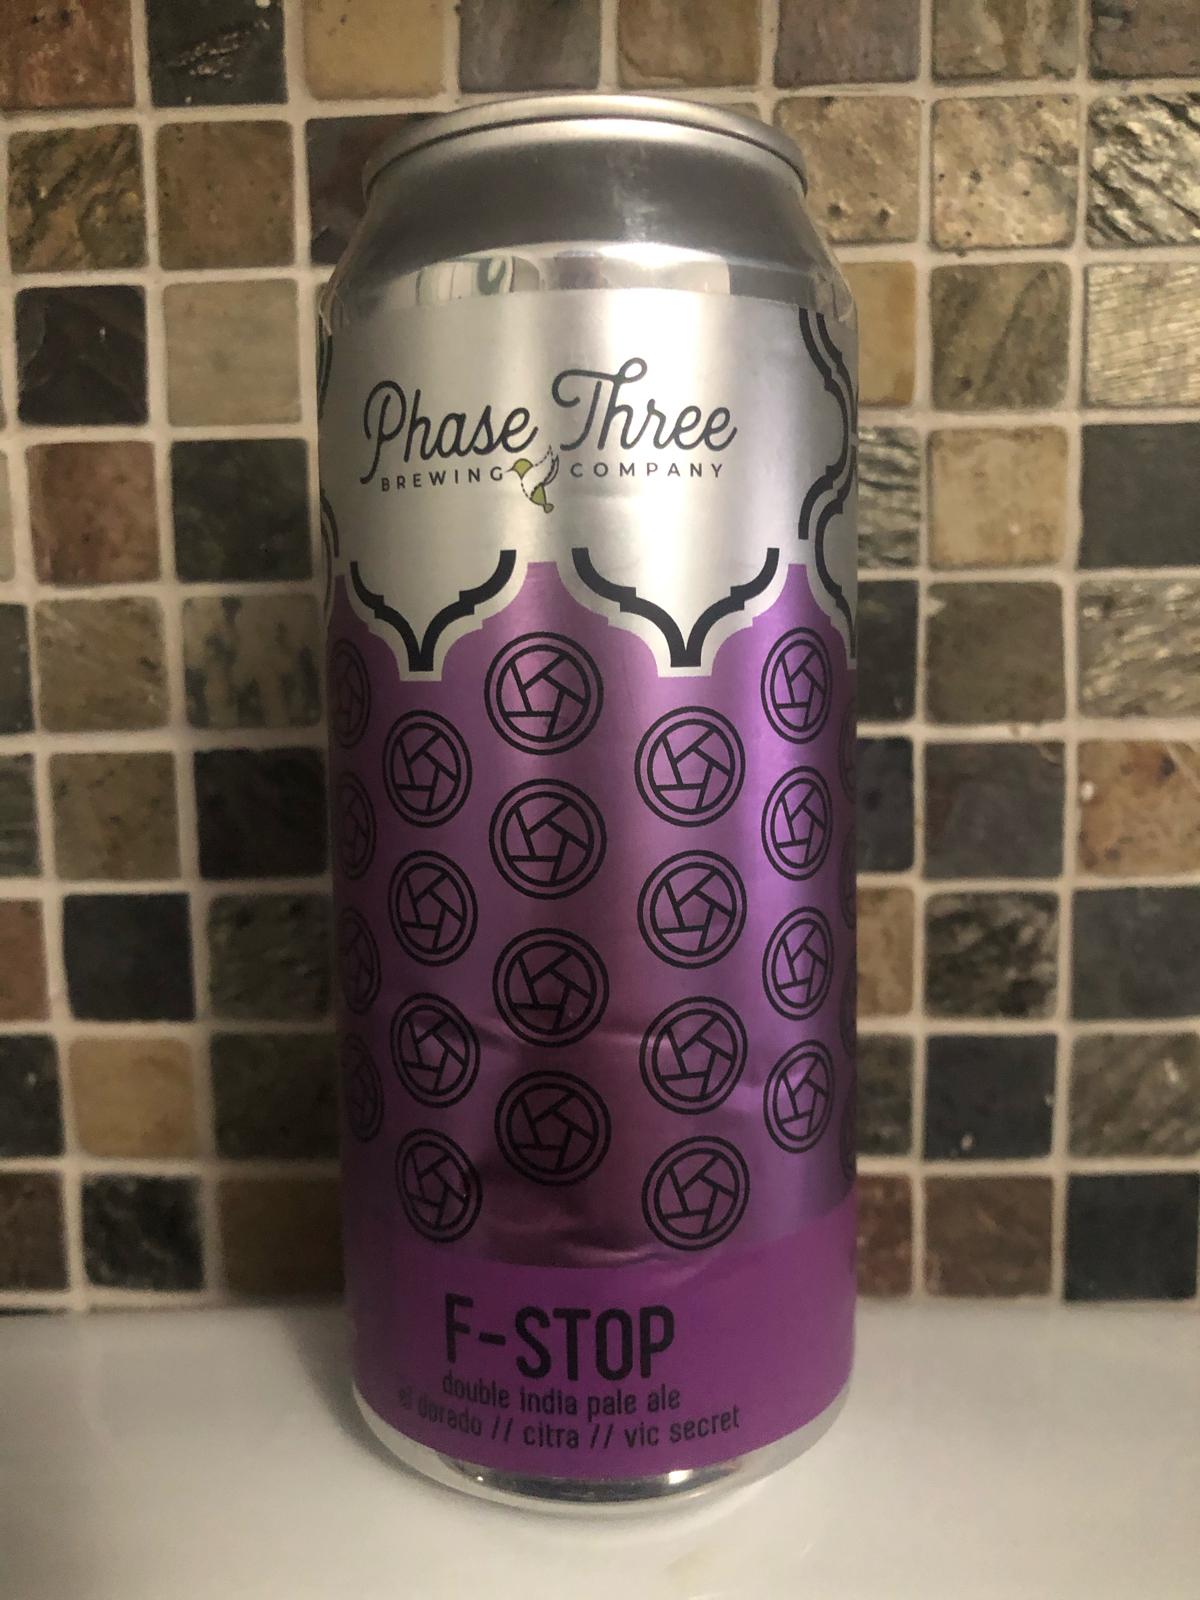 Phase Three
BREWING COMPANY
F-STOP
double india pale ale
el dorado // citra // vic secret